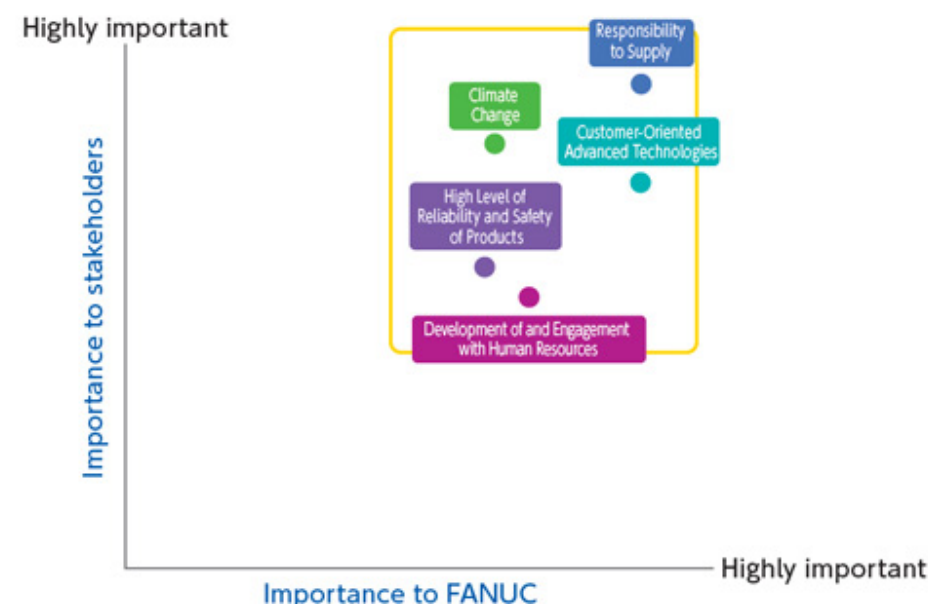 Highly important
Responsibility
to Supply
Climate
Change
Customer-Oriented
Advanced Technologies
High Level of
Reliability and Safety
of Products
Development of and Engagement
with Human Resources
Importance to stakeholders
Highly important
Importance to FANUC